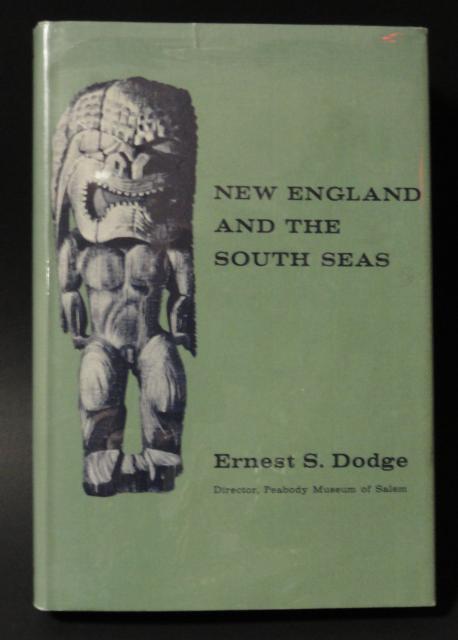 NEW ENGLAND
AND THE
SOUTH SEAS
Ernest S. Dodge
Director, Peabody Museum of Salem